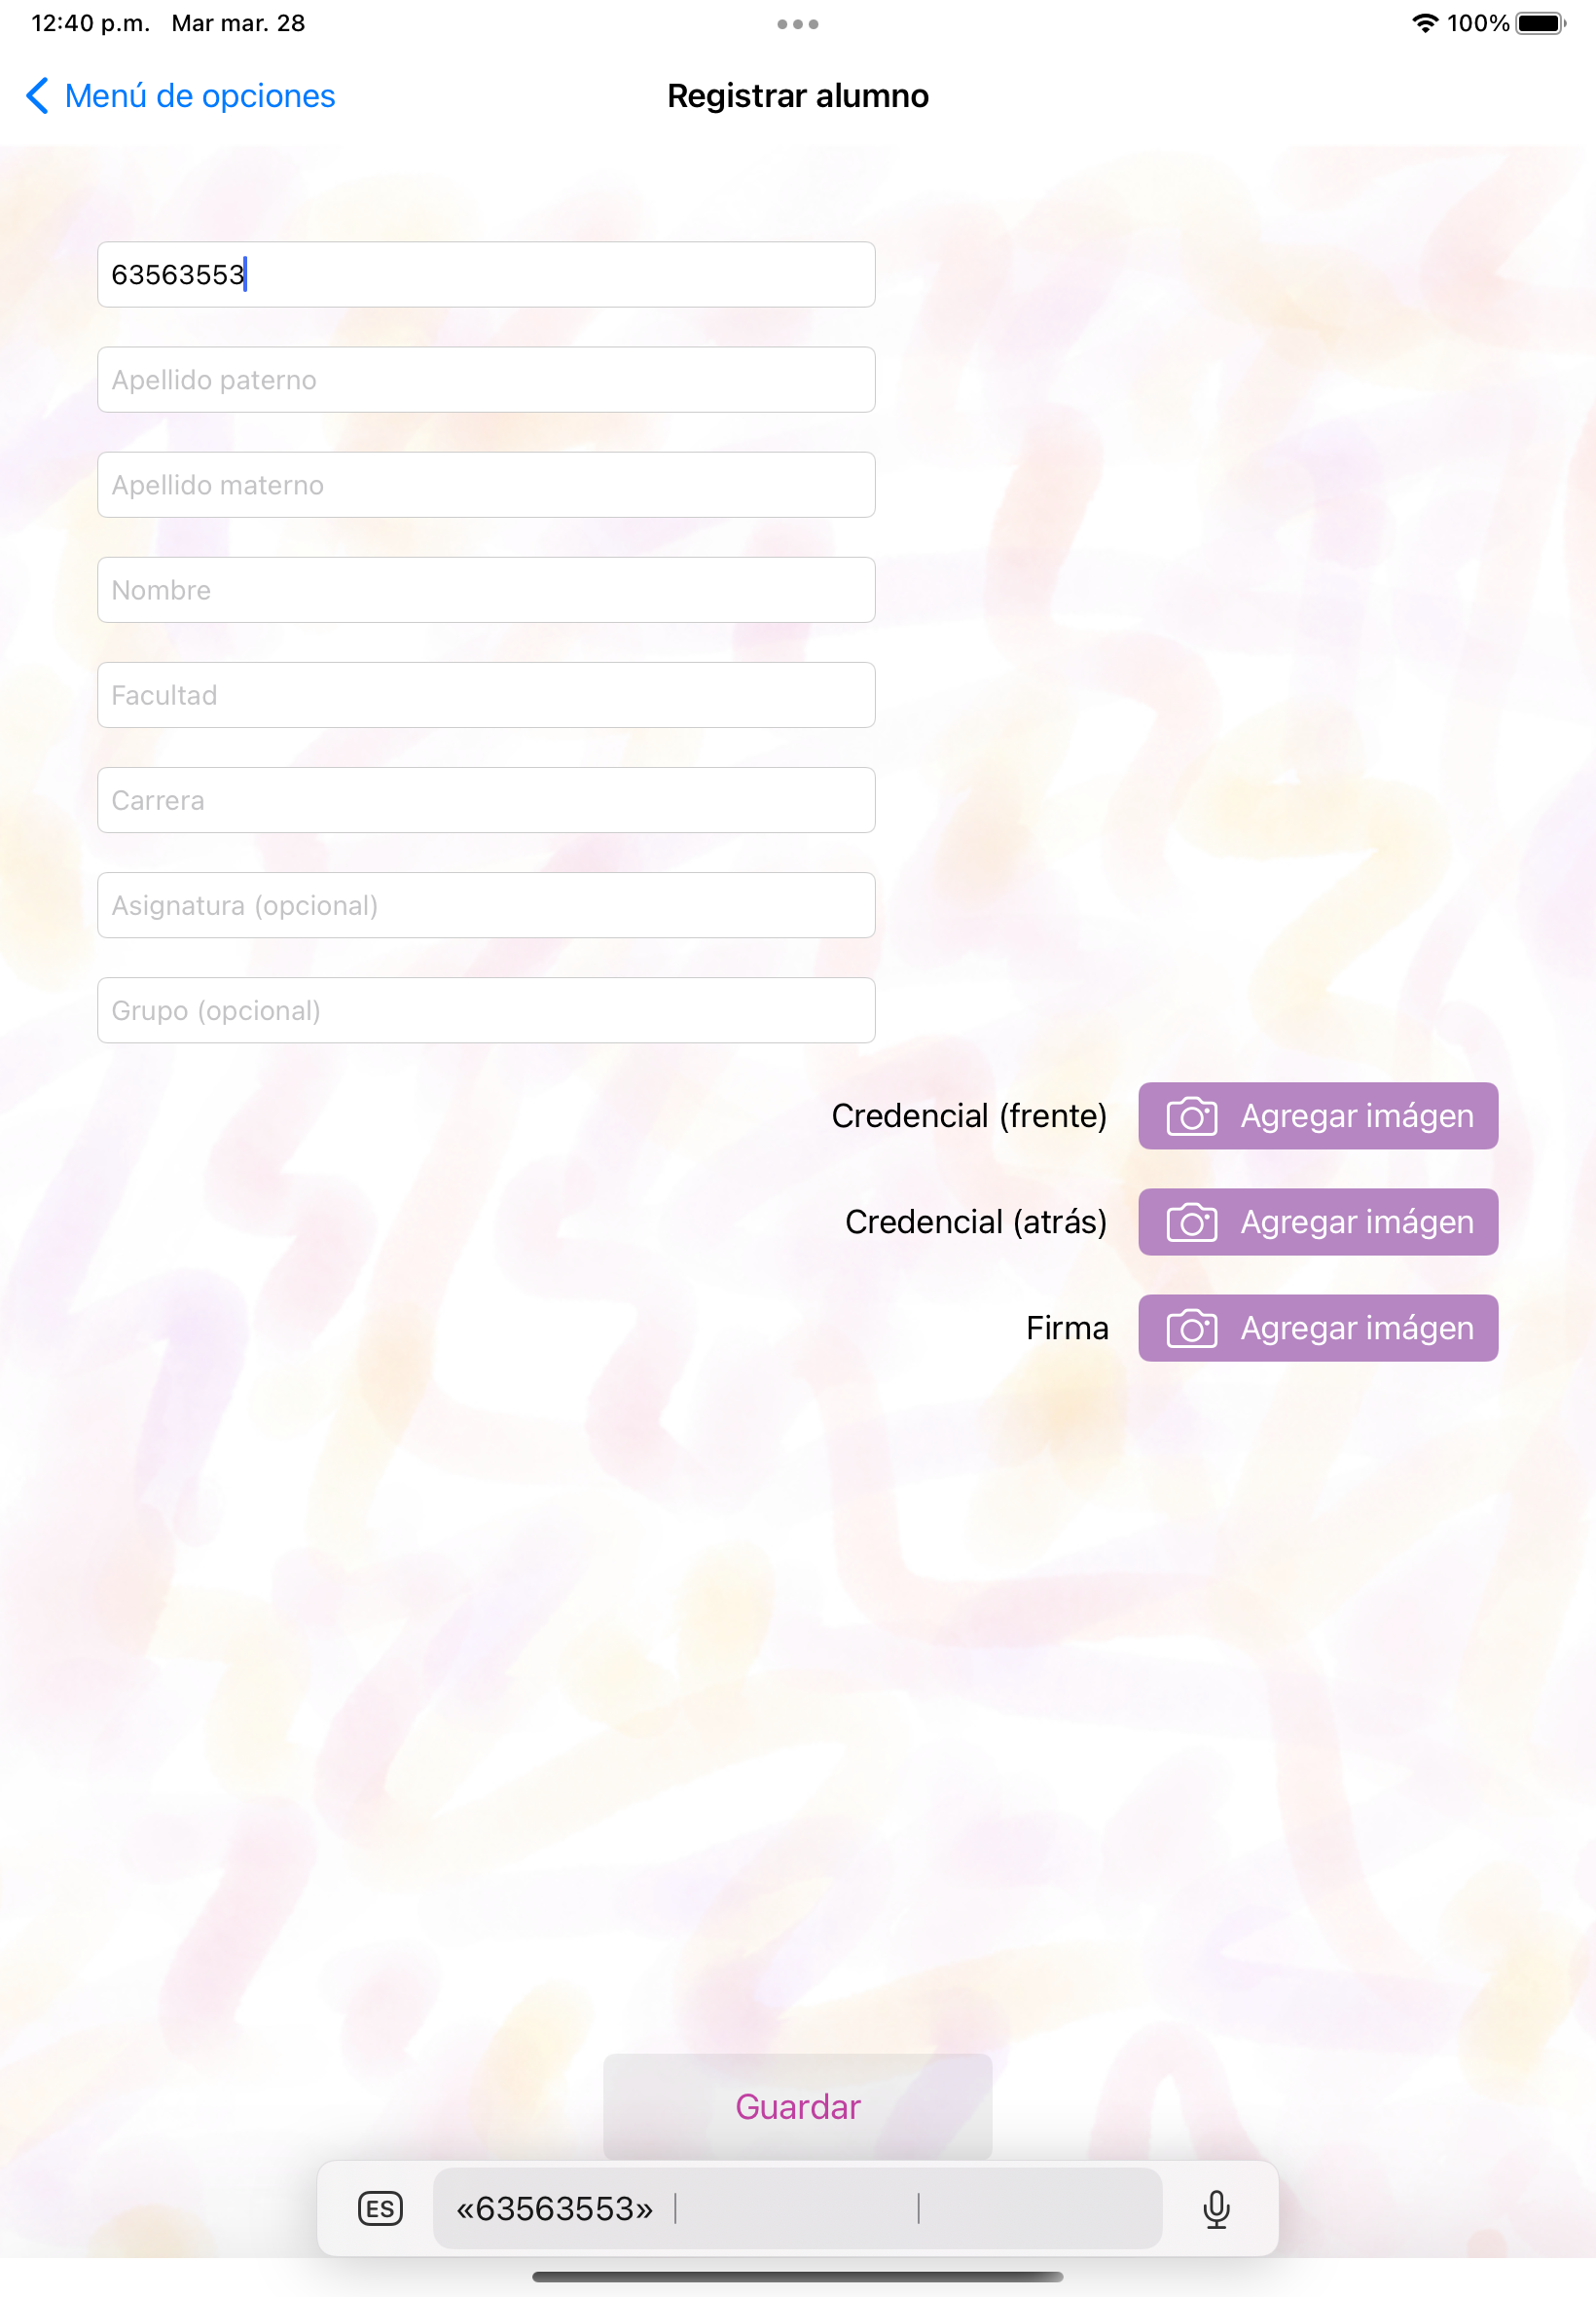 12:40 p.m. Mar mar. 28 100%
Menú de opciones Registrar alumno
63563553
Apellido paterno
Apellido materno
Nombre
Facultad
Carrera
Asignatura (opcional)
Grupo (opcional)
Credencial (frente) Agregar imágen
Credencial (atrás) Agregar imágen
Firma Agregar imágen
Guardar
ES «63563553»